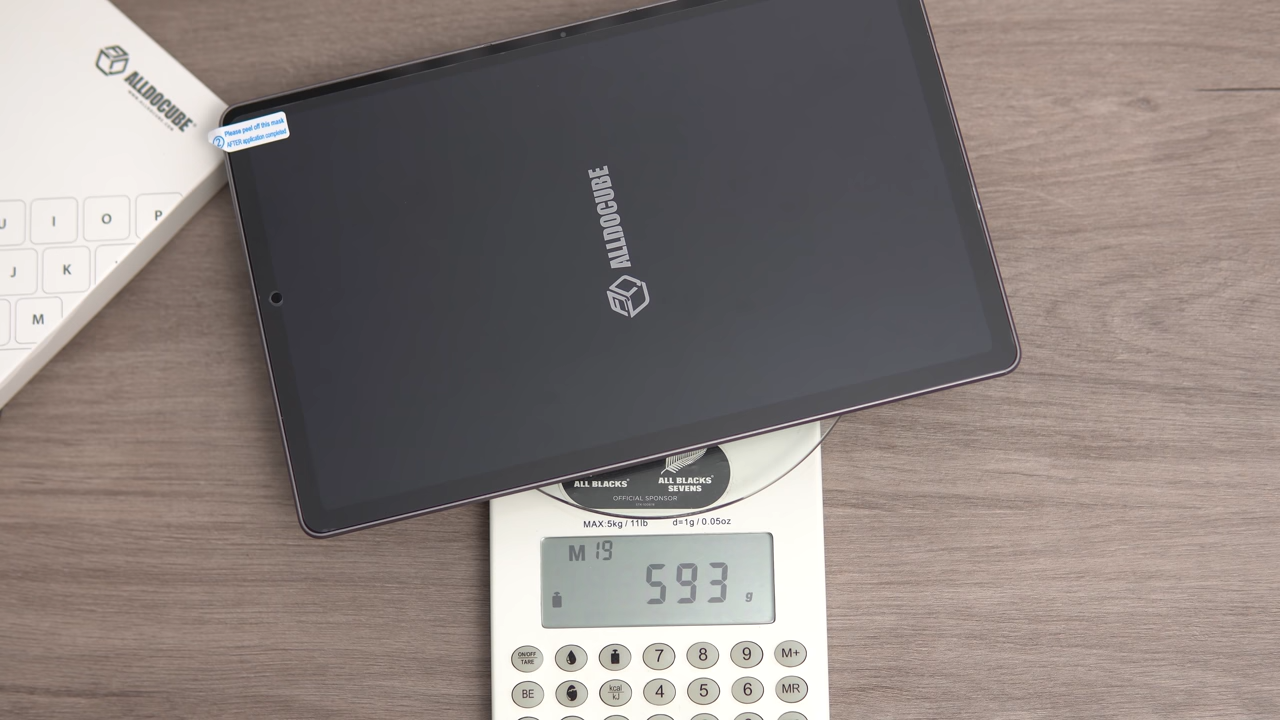 ALLDOCUBE
U I O P
J K
M
② Please peel off this mask
AFTER application completed
ALLDOCUBE
ALL BLACKS
ALL BLACKS
SEVENS
OFFICIAL SPONSOR
MAX:5kg / 11lb d=1g / 0.05oz
M 19
593 g
ON/OFF
TARE
7 8 9 M+
BE
kcal
kJ
4 5 6 MR